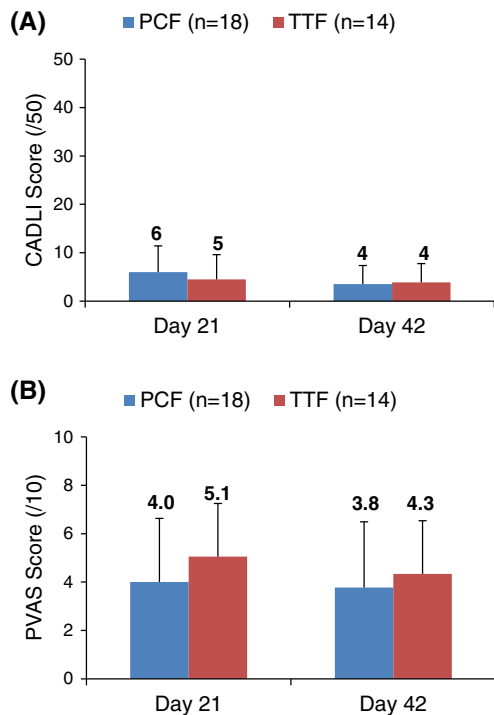 (A)
PCF (n=18) TTF (n=14)
CADLI Score (/50)
50
40
30
20
10
0
6 5 4 4
Day 21 Day 42
(B)
PCF (n=18) TTF (n=14)
PVAS Score (/10)
10
8
6
4
2
0
4.0 5.1 3.8 4.3
Day 21 Day 42